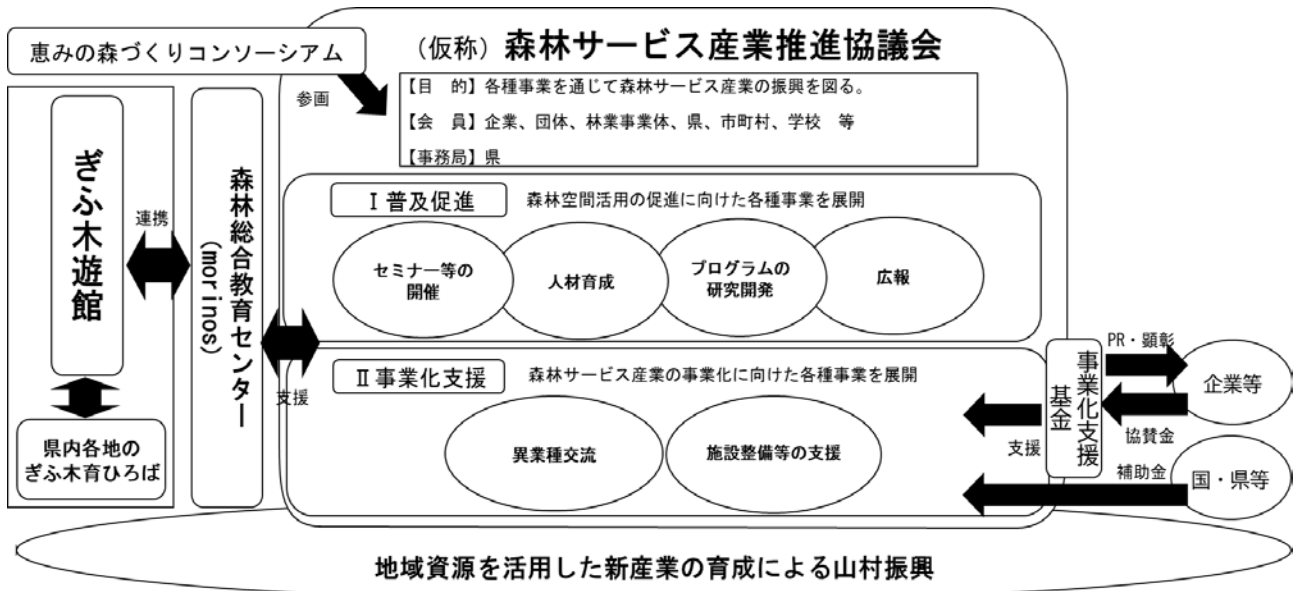 恵みの森づくりコンソーシアム
参画
(仮称) 森林サービス産業推進協議会
【目 的】各種事業を通じて森林サービス産業の振興を図る。
【会 員】企業、団体、林業事業体、県、市町村、学校 等
【事務局】県
ぎふ木遊館
連携
県内各地の
ぎふ木育ひろば
森林総合教育センター
(morinos)
支援
Ⅰ普及促進
森林空間活用の促進に向けた各種事業を展開
セミナー等の
開催
人材育成
プログラムの
研究開発
広報
Ⅱ事業化支援
森林サービス産業の事業化に向けた各種事業を展開
異業種交流
施設整備等の支援
支援
事業化支援
基金
PR・顕彰
企業等
協賛金
補助金
国・県等
地域資源を活用した新産業の育成による山村振興